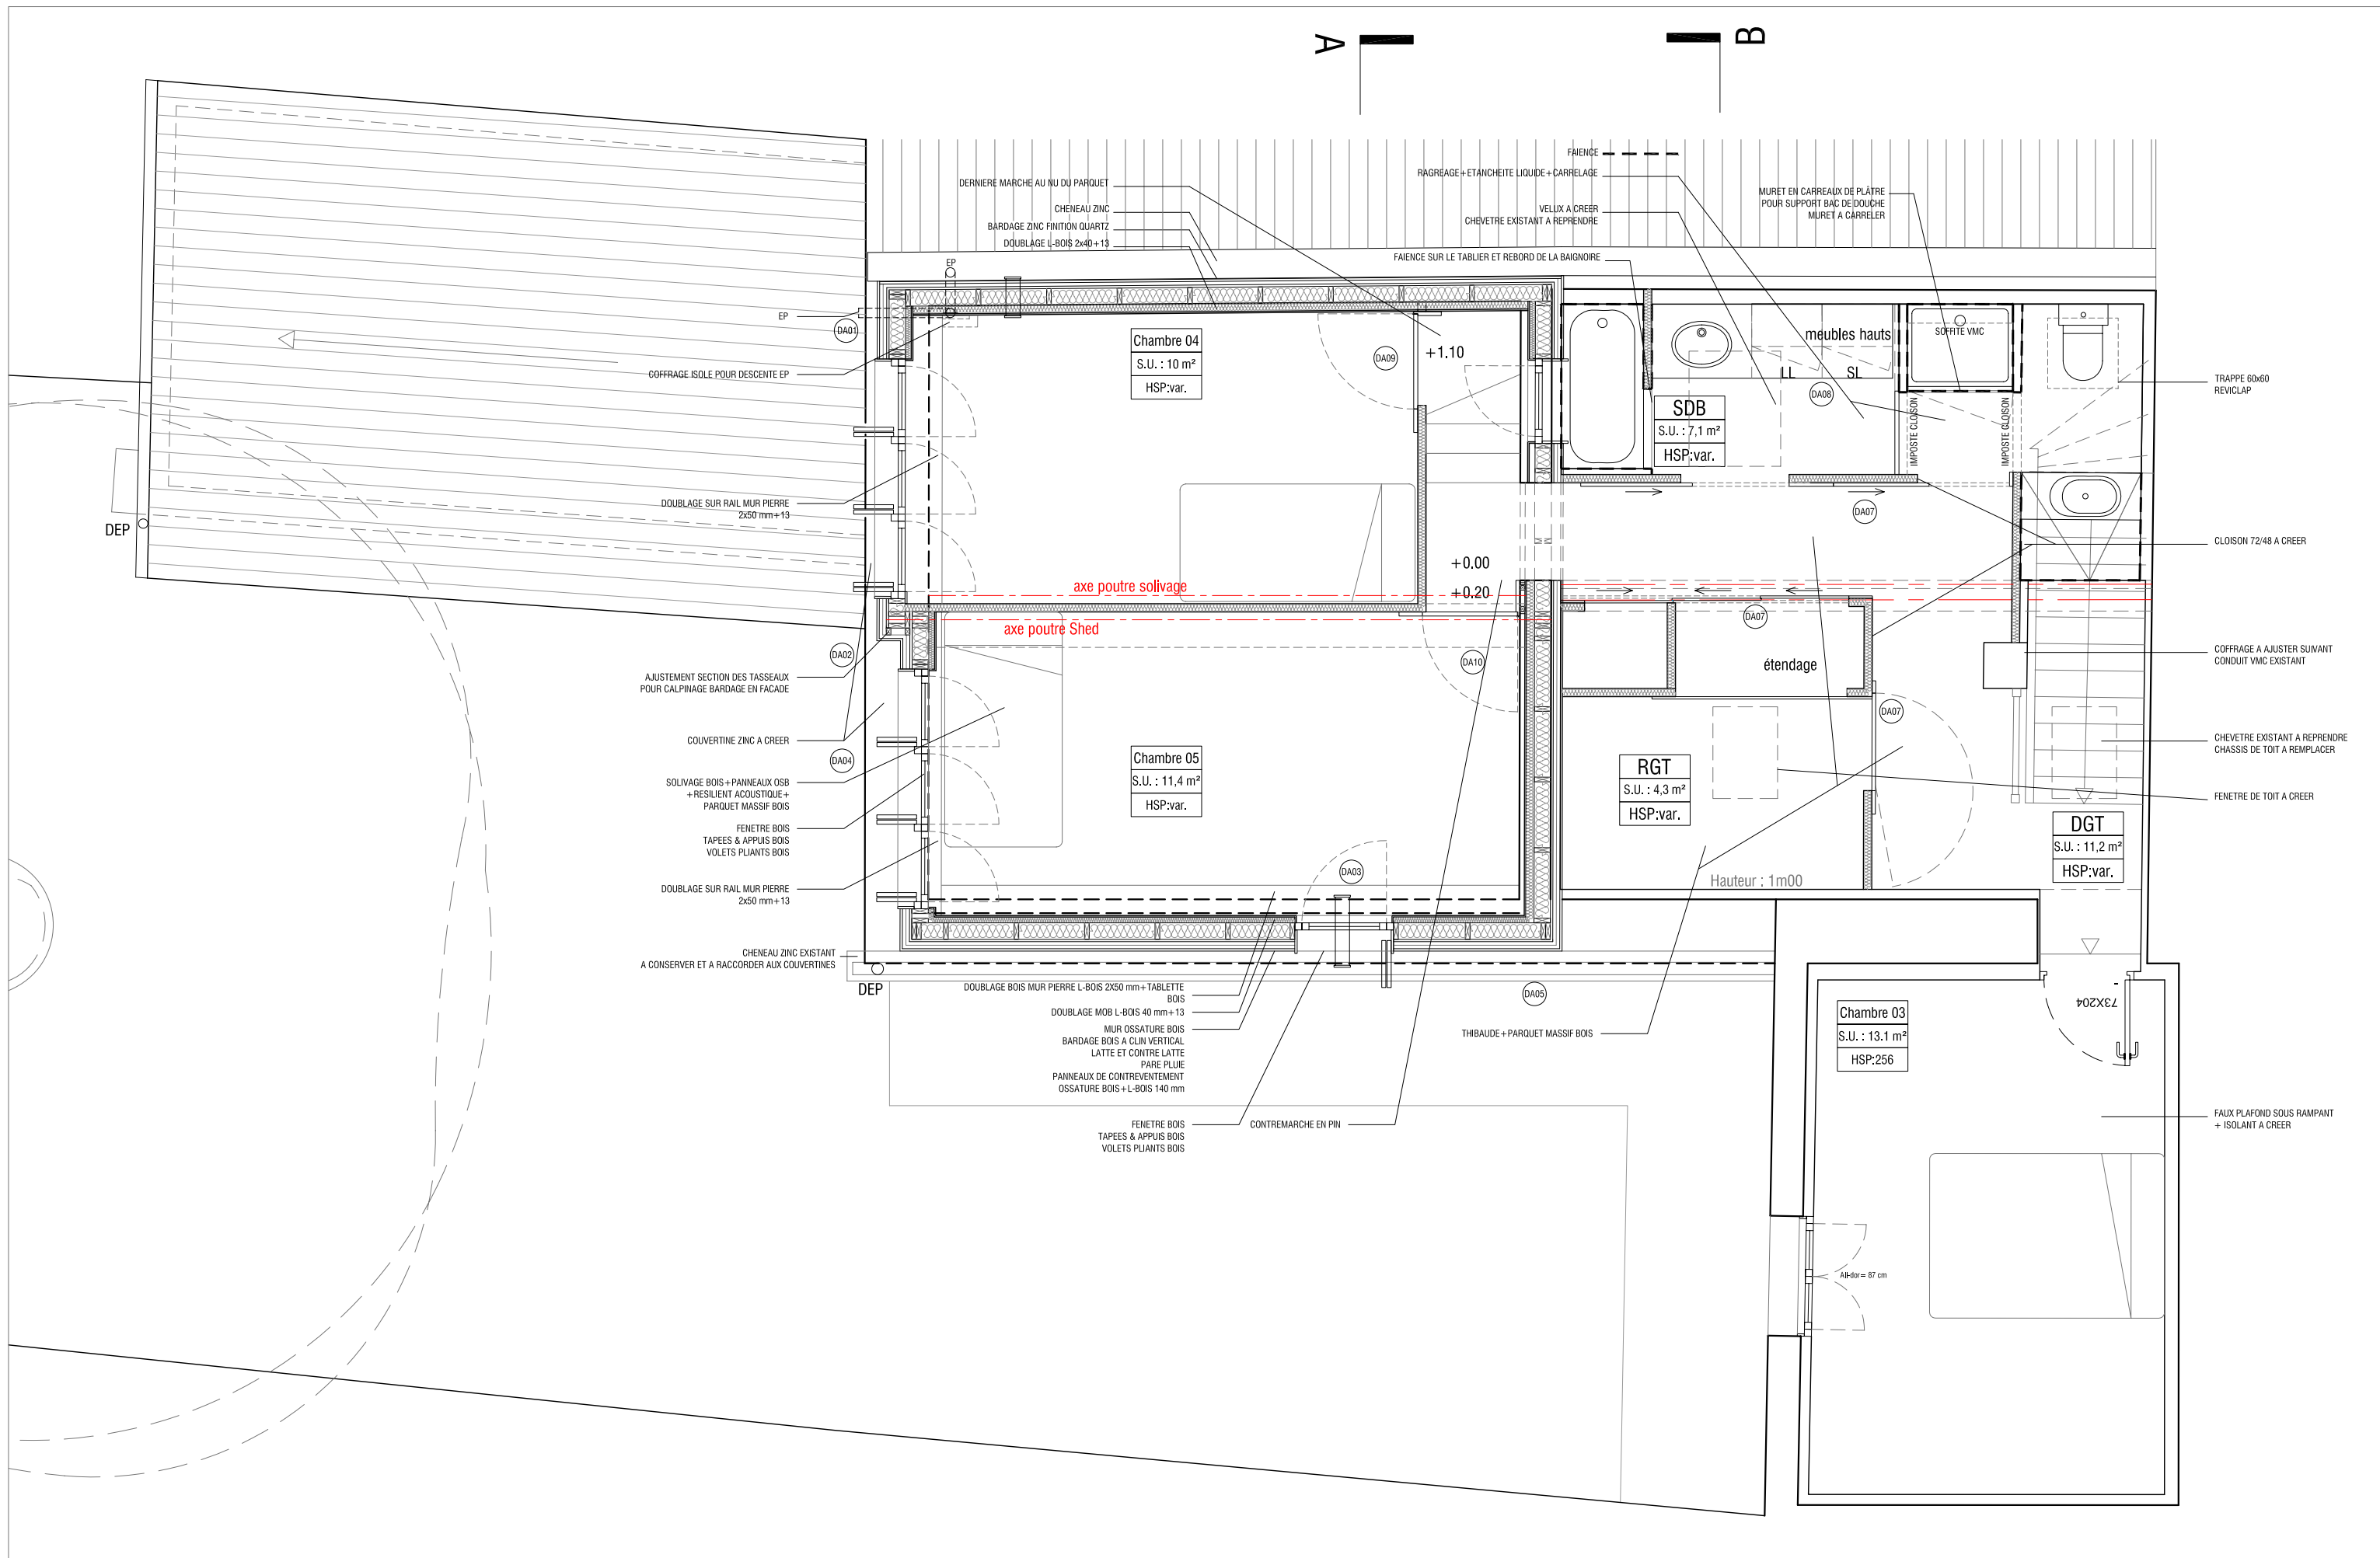 A
B
FAIENCE
RAGREAGE+ETANCHEITE LIQUIDE+CARRELAGE
DERNIERE MARCHE AU NU DU PARQUET
MURET EN CARREAUX DE PLÂTRE
POUR SUPPORT BAC DE DOUCHE
MURET A CARRELER
CHENEAU ZINC
VELUX A CREER
CHEVETRE EXISTANT A REPRENDRE
BARDAGE ZINC FINITION QUARTZ
DOUBLAGE L-BOIS 2x40+13
FAIENCE SUR LE TABLIER ET REBORD DE LA BAIGNOIRE
EP
EP
DA01
COFFRAGE ISOLE POUR DESCENTE EP
Chambre 04
S.U. : 10 m²
HSP:var.
DA09
+1.10
meubles hauts
SOFFITE VMC
LL
SL
DA08
SDB
S.U. : 7,1 m²
HSP:var.
IMPOSTE CLOISON
IMPOSTE CLOISON
TRAPPE 60x60
REVICLAP
DOUBLAGE SUR RAIL MUR PIERRE
2x50 mm+13
DEP
DA07
CLOISON 72/48 A CREER
+0.00
+0.20
axe poutre solivage
axe poutre Shed
DA07
DA02
DA10
étendage
AJUSTEMENT SECTION DES TASSEAUX
POUR CALPINAGE BARDAGE EN FACADE
COFFRAGE A AJUSTER SUIVANT
CONDUIT VMC EXISTANT
DA07
COUVERTINE ZINC A CREER
DA04
CHEVETRE EXISTANT A REPRENDRE
CHASSIS DE TOIT A REMPLACER
Chambre 05
S.U. : 11,4 m²
HSP:var.
RGT
S.U. : 4,3 m²
HSP:var.
SOLIVAGE BOIS+PANNEAUX OSB
+RESILIENT ACOUSTIQUE+
PARQUET MASSIF BOIS
FENETRE DE TOIT A CREER
FENETRE BOIS
TAPEES & APPUIS BOIS
VOLETS PLIANTS BOIS
DGT
S.U. : 11,2 m²
HSP:var.
DA03
Hauteur : 1m00
DOUBLAGE SUR RAIL MUR PIERRE
2x50 mm+13
CHENEAU ZINC EXISTANT
A CONSERVER ET A RACCORDER AUX COUVERTINES
DEP
DOUBLAGE BOIS MUR PIERRE L-BOIS 2X50 mm+TABLETTE
BOIS
DA05
DOUBLAGE MOB L-BOIS 40 mm+13
73X204
Chambre 03
S.U. : 13.1 m²
HSP:256
MUR OSSATURE BOIS
BARDAGE BOIS A CLIN VERTICAL
LATTE ET CONTRE LATTE
PARE PLUIE
PANNEAUX DE CONTREVENTEMENT
OSSATURE BOIS+L-BOIS 140 mm
THIBAUDE+PARQUET MASSIF BOIS
FENETRE BOIS
TAPEES & APPUIS BOIS
VOLETS PLIANTS BOIS
CONTREMARCHE EN PIN
FAUX PLAFOND SOUS RAMPANT
+ ISOLANT A CREER
= 87 cm